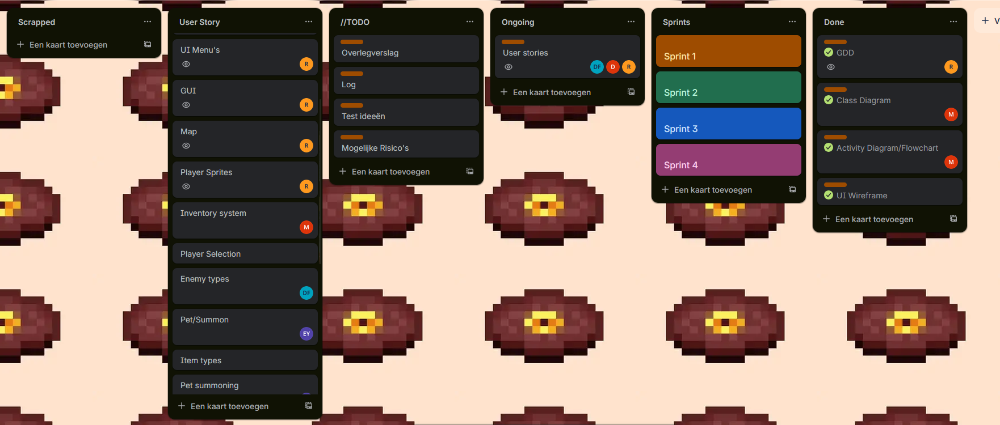 Scrapped
Een kaart toevoegen
User Story
UI Menu's
R
GUI
R
Map
R
Player Sprites
R
Inventory system
M
Player Selection
Enemy types
DF
Pet/Summon
EY
Item types
Pet summoning
Een kaart toevoegen
//TODO
Overlegverslag
Log
Test ideeën
Mogelijke Risico's
Een kaart toevoegen
Ongoing
User stories
DF D R
Een kaart toevoegen
Sprints
Sprint 1
Sprint 2
Sprint 3
Sprint 4
Een kaart toevoegen
Done
GDD
R
Class Diagram
M
Activity Diagram/Flowchart
M
UI Wireframe
Een kaart toevoegen